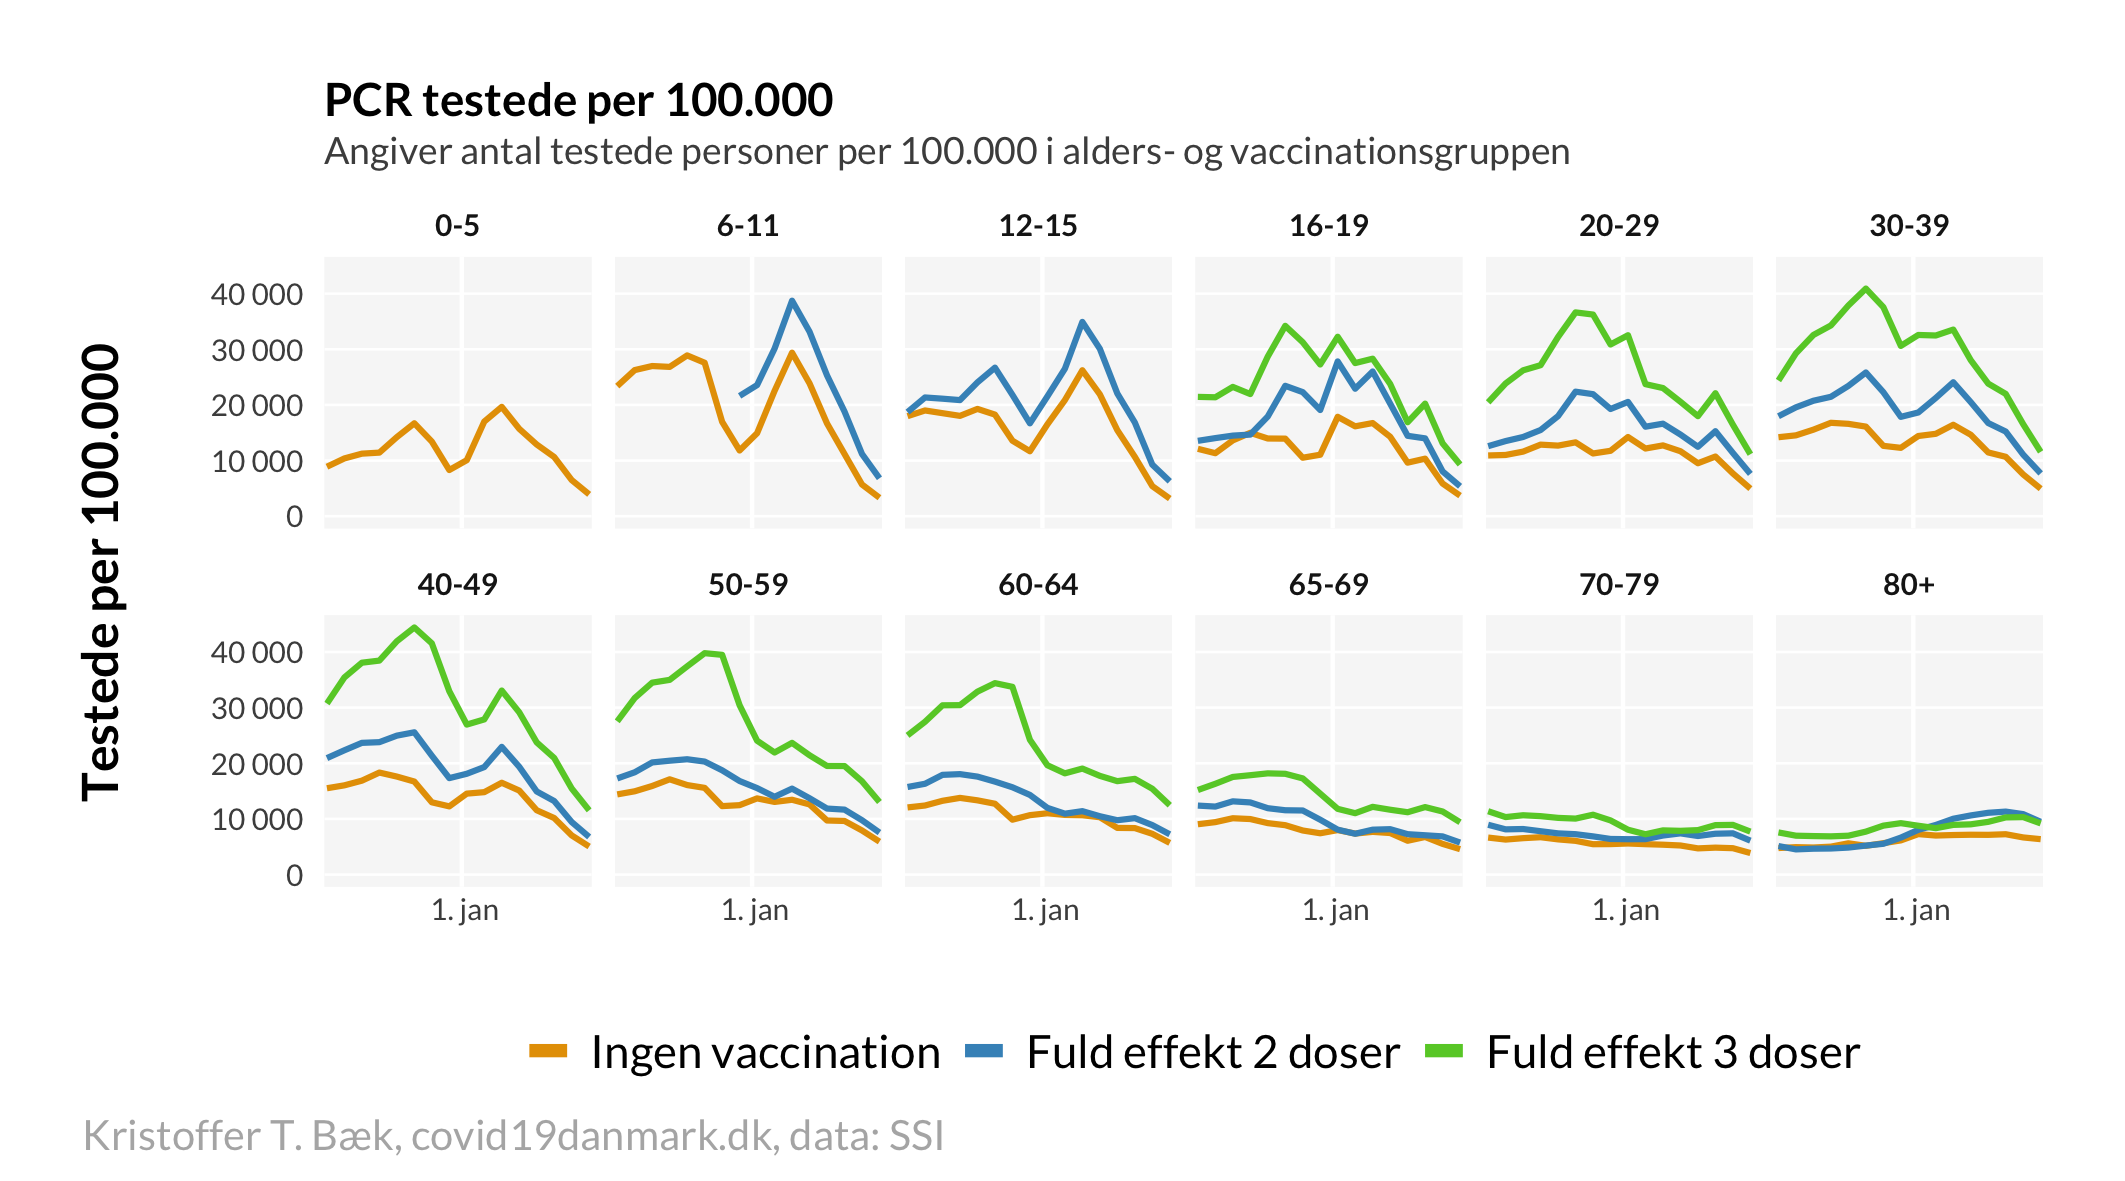 PCR testede per 100.000
Angiver antal testede personer per 100.000 i alders- og vaccinationsgruppen
Testede per 100.000
0-5
6-11
12-15
16-19
20-29
30-39
40 000
30 000
20 000
10 000
0
40-49
50-59
60-64
65-69
70-79
80+
40 000
30 000
20 000
10 000
0
1. jan
1. jan
1. jan
1. jan
1. jan
1. jan
Ingen vaccination
Fuld effekt 2 doser
Fuld effekt 3 doser
Kristoffer T. Bæk, covid19danmark.dk, data: SSI